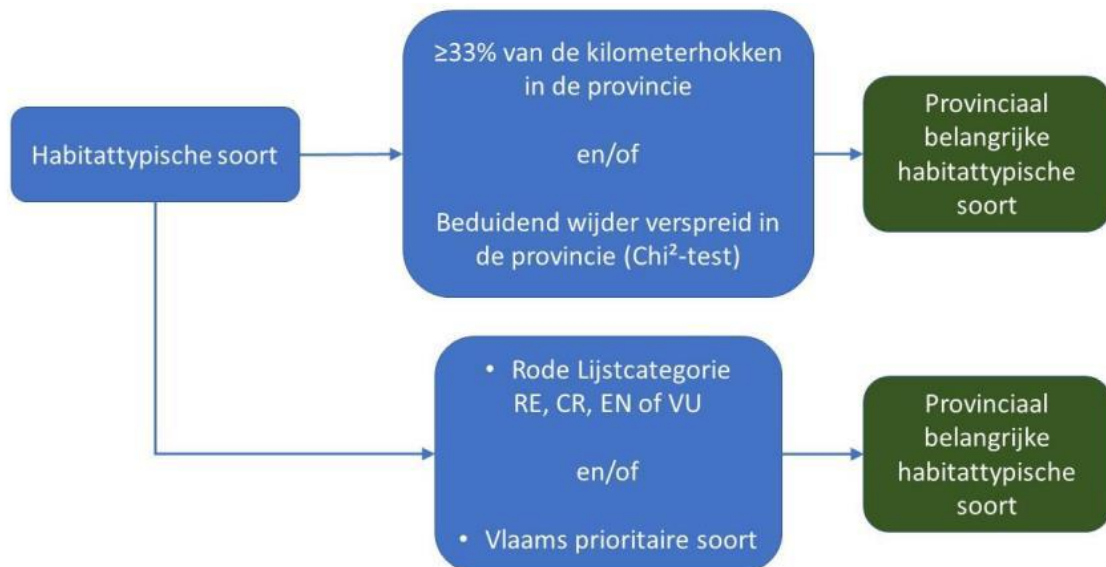 Habitattypische soort
≥33% van de kilometerhokken
in de provincie
en/of
Beduidend wijder verspreid in
de provincie (Chi²-test)
Provinciaal
belangrijke
habitattypische
soort
• Rode Lijstcategorie
RE, CR, EN of VU
en/of
• Vlaams prioritaire soort
Provinciaal
belangrijke
habitattypische
soort